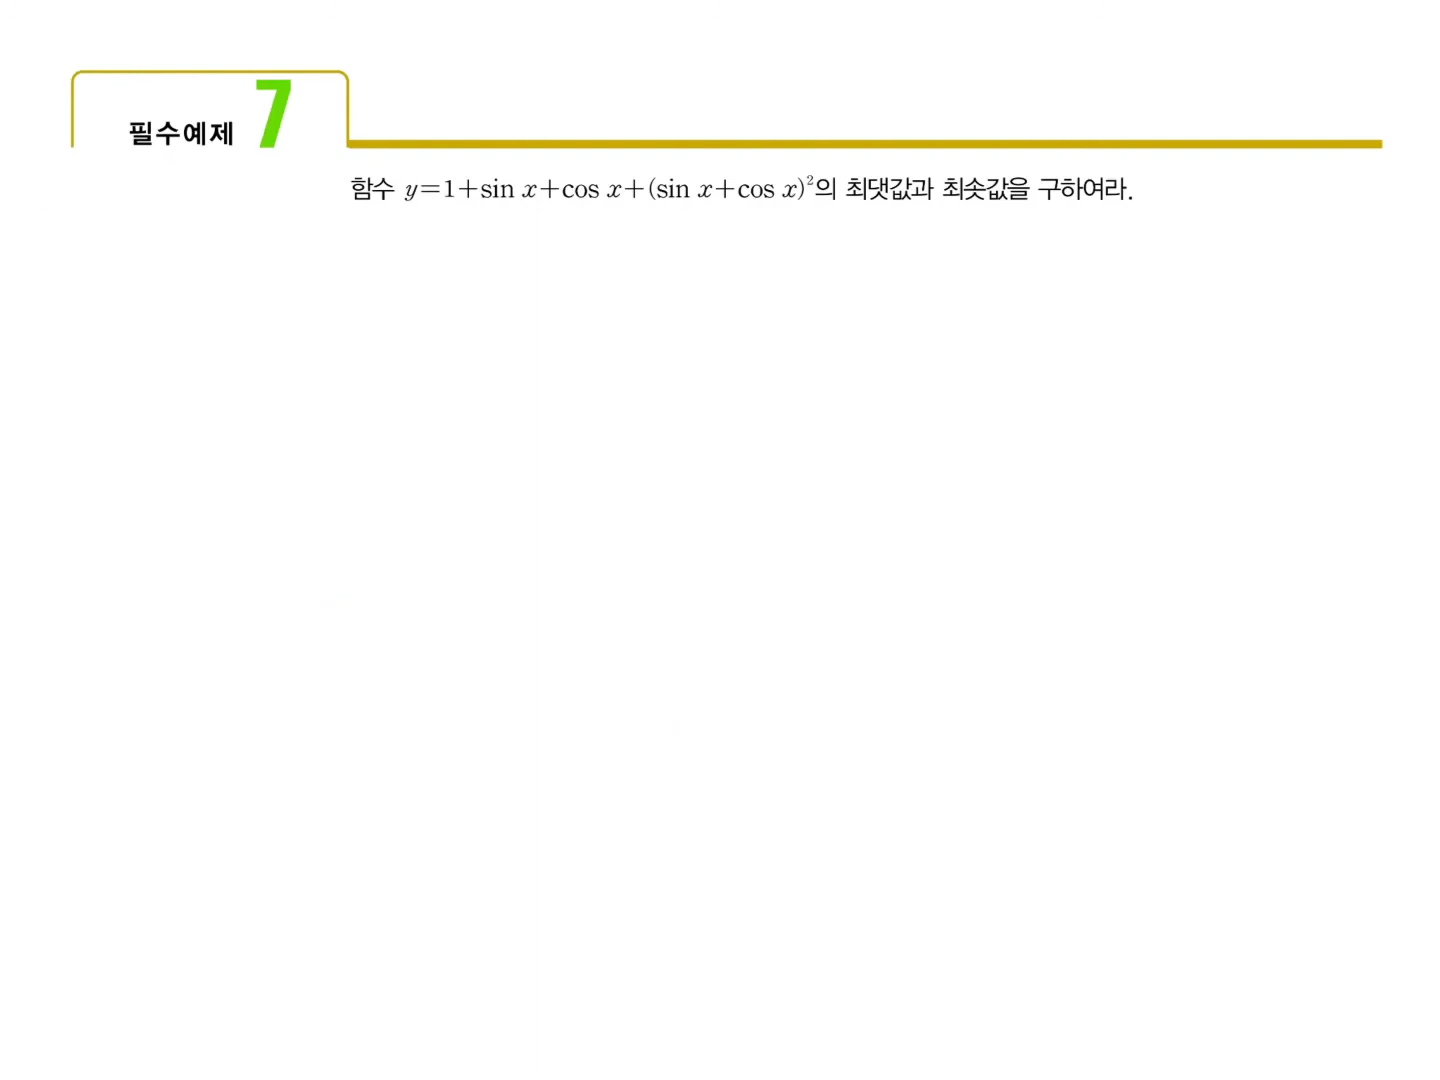 필수예제 7
함수 y=1+sin x+cos x+(sin x+cos x)²의 최댓값과 최솟값을 구하여라.